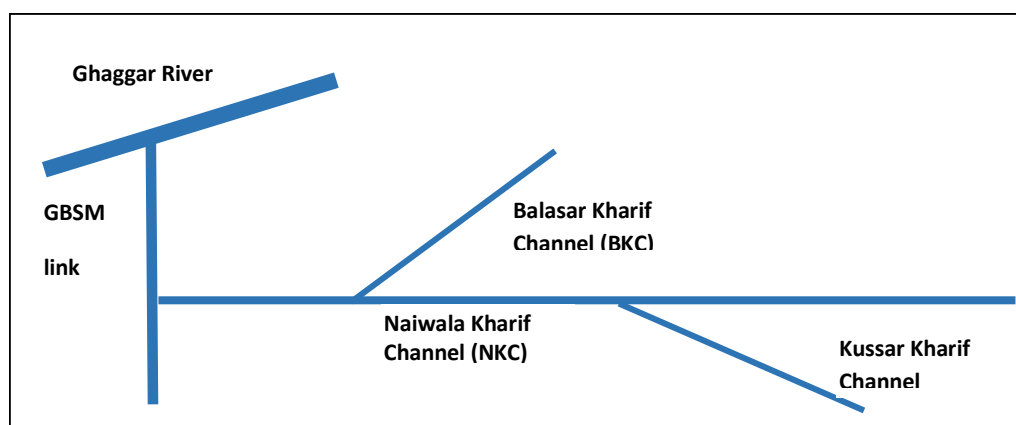 Ghaggar River
GBSM
link
Balasar Kharif
Channel (BKC)
Naiwala Kharif
Channel (NKC)
Kussar Kharif
Channel